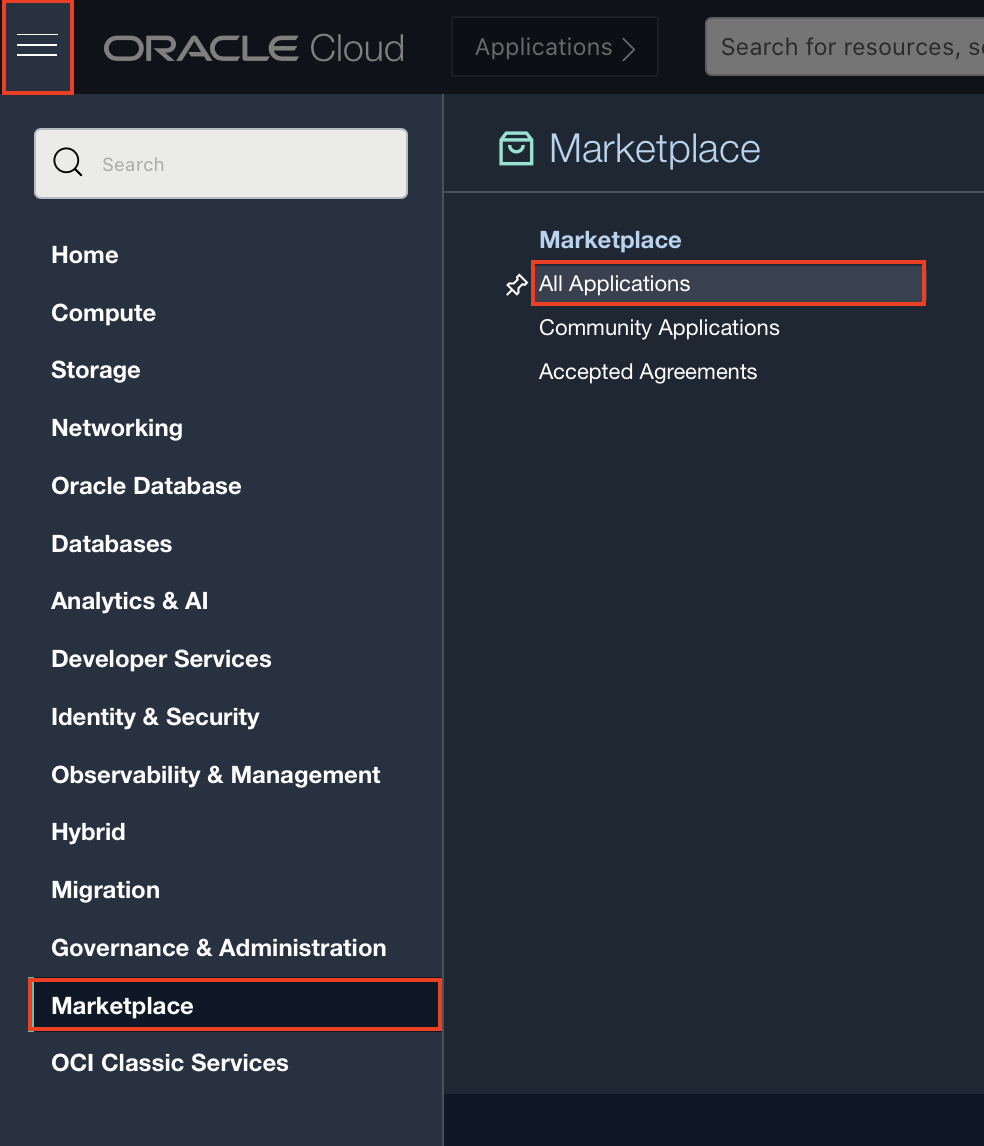 ORACLE Cloud
Applications
Search for resources, se
Search
Home
Compute
Storage
Networking
Oracle Database
Databases
Analytics & AI
Developer Services
Identity & Security
Observability & Management
Hybrid
Migration
Governance & Administration
Marketplace
OCI Classic Services
Marketplace
Marketplace
All Applications
Community Applications
Accepted Agreements